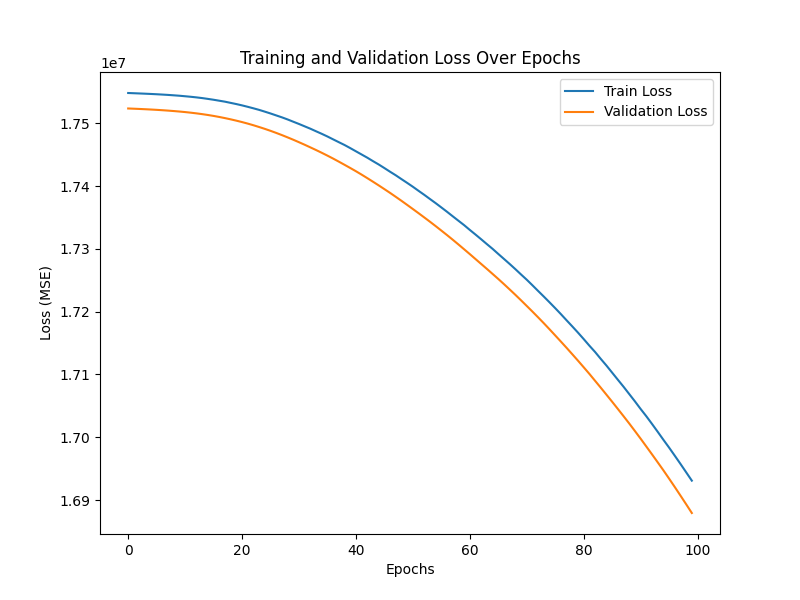 Training and Validation Loss Over Epochs
1e7
Train Loss
Validation Loss
1.75
1.74
1.73
1.72
1.71
1.70
1.69
Loss (MSE)
0 20 40 60 80 100
Epochs